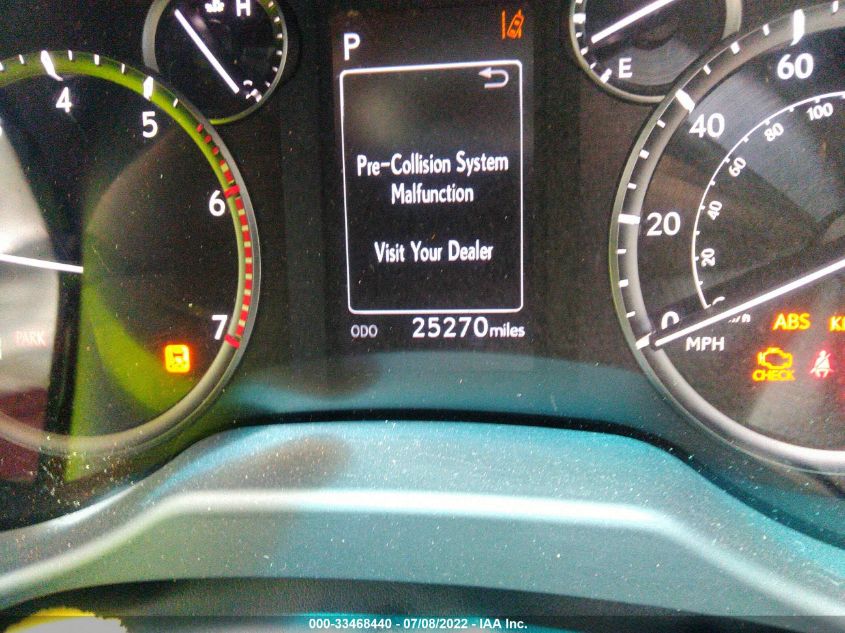 H
P
E
4
5
6
7
PARK
Pre-Collision System
Malfunction
Visit Your Dealer
ODO 25270 miles
60
40
20
0
100
80
60
40
20
MPH
ABS
CHECK
000-33468440 - 07/08/2022 - IAA Inc.